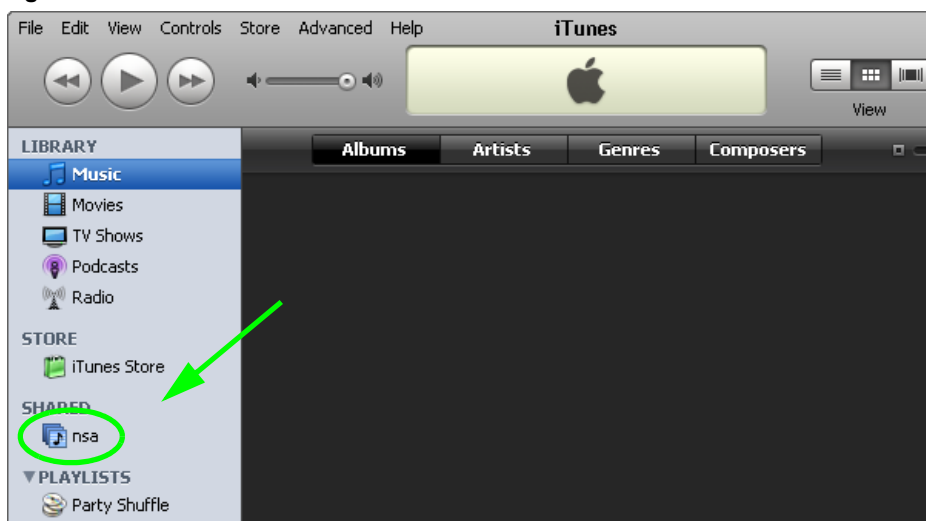 File Edit View Controls Store Advanced Help iTunes
View
Albums Artists Genres Composers
LIBRARY
Music
Movies
TV Shows
Podcasts
Radio
STORE
iTunes Store
SHARED
nsa
PLAYLISTS
Party Shuffle